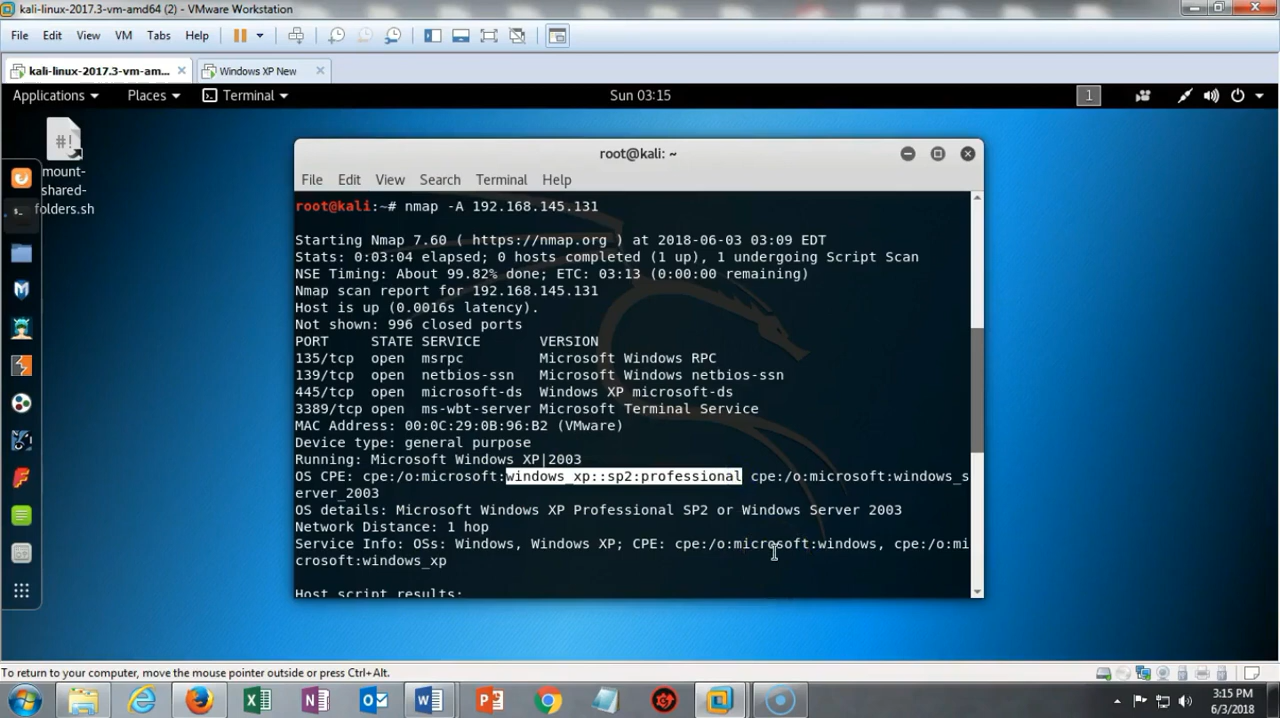 kali-linux-2017.3-vm-amd64 (2) - VMware Workstation
File Edit View VM Tabs Help
kali-linux-2017.3-vm-am... Windows XP New
Applications Places Terminal Sun 03:15 1
#!
mount-
shared-
folders.sh
root@kali: ~
File Edit View Search Terminal Help
root@kali:~# nmap -A 192.168.145.131
Starting Nmap 7.60 ( https://nmap.org ) at 2018-06-03 03:09 EDT
Stats: 0:03:04 elapsed; 0 hosts completed (1 up), 1 undergoing Script Scan
NSE Timing: About 99.82% done; ETC: 03:13 (0:00:00 remaining)
Nmap scan report for 192.168.145.131
Host is up (0.0016s latency).
Not shown: 996 closed ports
PORT STATE SERVICE VERSION
135/tcp open msrpc Microsoft Windows RPC
139/tcp open netbios-ssn Microsoft Windows netbios-ssn
445/tcp open microsoft-ds Windows XP microsoft-ds
3389/tcp open ms-wbt-server Microsoft Terminal Service
MAC Address: 00:0C:29:0B:96:B2 (VMware)
Device type: general purpose
Running: Microsoft Windows XP|2003
OS CPE: cpe:/o:microsoft:windows_xp::sp2:professional cpe:/o:microsoft:windows_s
erver_2003
OS details: Microsoft Windows XP Professional SP2 or Windows Server 2003
Network Distance: 1 hop
Service Info: OSs: Windows, Windows XP; CPE: cpe:/o:microsoft:windows, cpe:/o:mi
crosoft:windows_xp
Host script results:
To return to your computer, move the mouse pointer outside or press Ctrl+Alt.
3:15 PM
6/3/2018